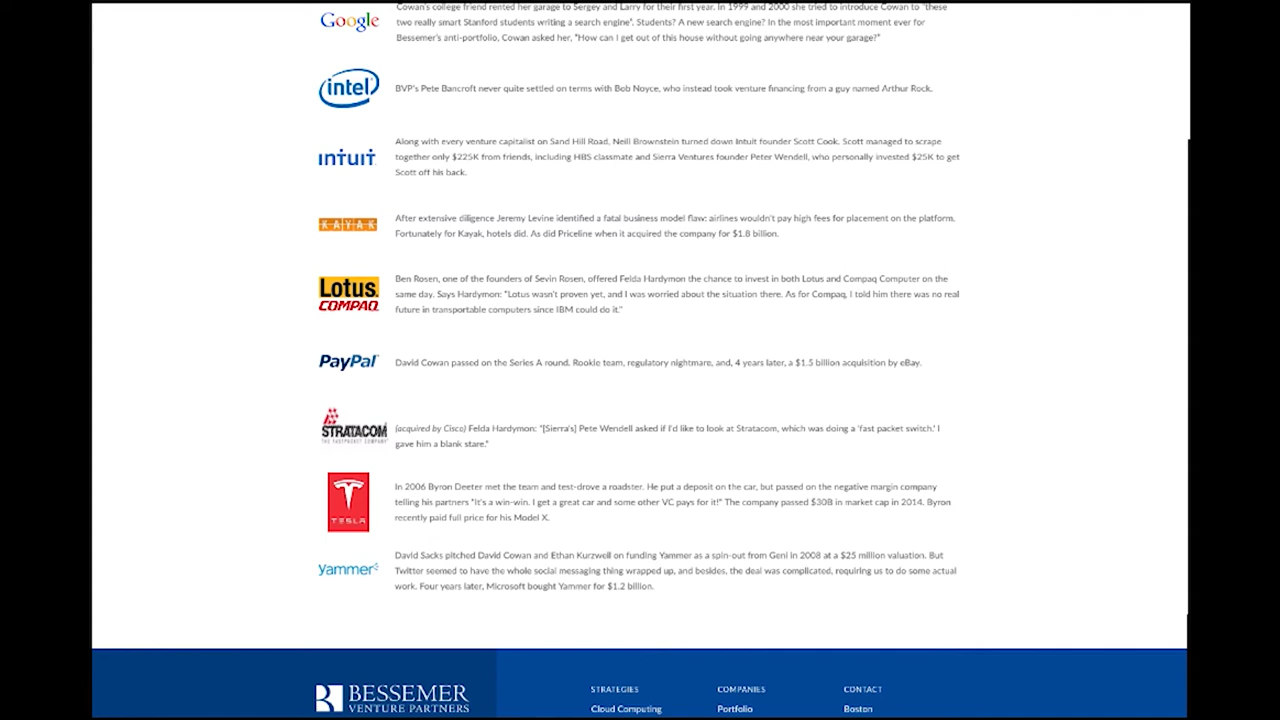 Cowan's college friend rented her garage to Sergey and Larry for their first year. In 1999 and 2000 she tried to introduce Cowan to "these
Google
two really smart Stanford students writing a search engine". Students? A new search engine? In the most important moment ever for
Bessemer's anti-portfolio, Cowan asked her, "How can I get out of this house without going anywhere near your garage?"
intel
BVP's Pete Bancroft never quite settled on terms with Bob Noyce, who instead took venture financing from a guy named Arthur Rock.
Along with every venture capitalist on Sand Hill Road, Neill Brownstein turned down Intuit founder Scott Cook. Scott managed to scrape
intuit
together only $225K from friends, including HBS classmate and Sierra Ventures founder Peter Wendell, who personally invested $25K to get
Scott off his back.
KAYAK
After extensive diligence Jeremy Levine identified a fatal business model flaw: airlines wouldn't pay high fees for placement on the platform.
Fortunately for Kayak, hotels did. As did Priceline when it acquired the company for $1.8 billion.
Ben Rosen, one of the founders of Sevin Rosen, offered Felda Hardymon the chance to invest in both Lotus and Compaq Computer on the
Lotus.
same day. Says Hardymon: "Lotus wasn't proven yet, and I was worried about the situation there. As for Compaq, I told him there was no real
COMPAQ
future in transportable computers since IBM could do it."
PayPal
David Cowan passed on the Series A round. Rookie team, regulatory nightmare, and, 4 years later, a $1.5 billion acquisition by eBay.
STRATACOM
THE FASTPACKET COMPANY
(acquired by Cisco) Felda Hardymon: "[Sierra's] Pete Wendell asked if I'd like to look at Stratacom, which was doing a 'fast packet switch.' I
gave him a blank stare."
In 2006 Byron Deeter met the team and test-drove a roadster. He put a deposit on the car, but passed on the negative margin company
telling his partners "It's a win-win. I get a great car and some other VC pays for it!" The company passed $30B in market cap in 2014. Byron
TESLA
recently paid full price for his Model X.
David Sacks pitched David Cowan and Ethan Kurzweil on funding Yammer as a spin-out from Geni in 2008 at a $25 million valuation. But
yammer
Twitter seemed to have the whole social messaging thing wrapped up, and besides, the deal was complicated, requiring us to do some actual
work. Four years later, Microsoft bought Yammer for $1.2 billion.
BESSEMER
VENTURE PARTNERS
STRATEGIES COMPANIES CONTACT
Cloud Computing Portfolio Boston